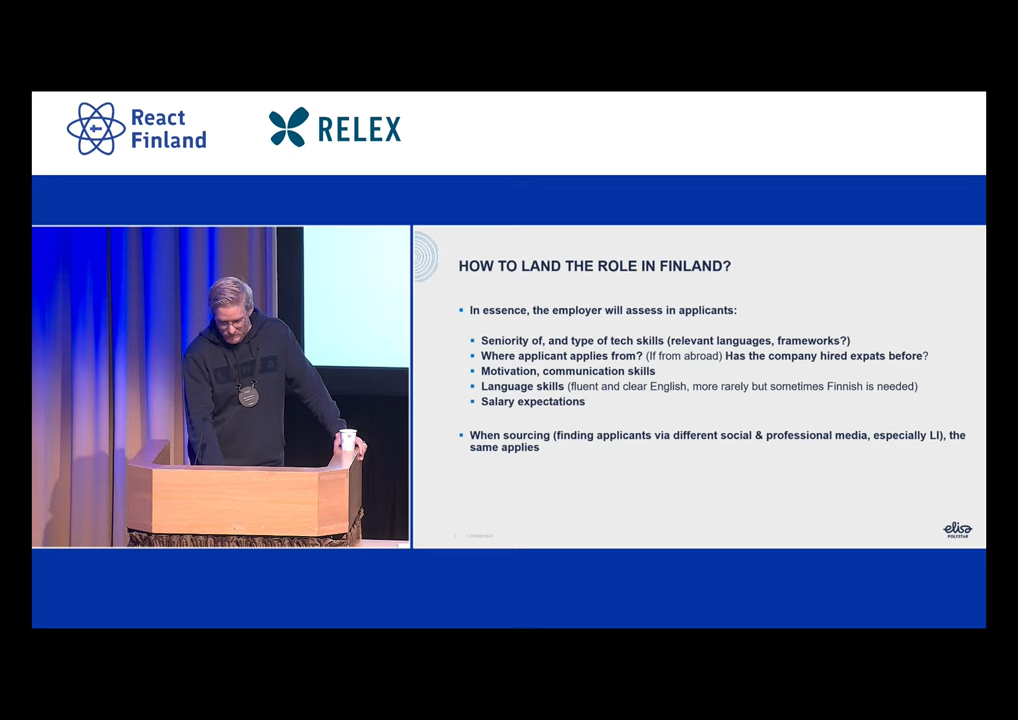 React
Finland
RELEX
HOW TO LAND THE ROLE IN FINLAND?
In essence, the employer will assess in applicants:
Seniority of, and type of tech skills (relevant languages, frameworks?)
Where applicant applies from? (If from abroad) Has the company hired expats before?
Motivation, communication skills
Language skills (fluent and clear English, more rarely but sometimes Finnish is needed)
Salary expectations
When sourcing (finding applicants via different social & professional media, especially LI), the
same applies
Confidential
elisa
POLYSTAR